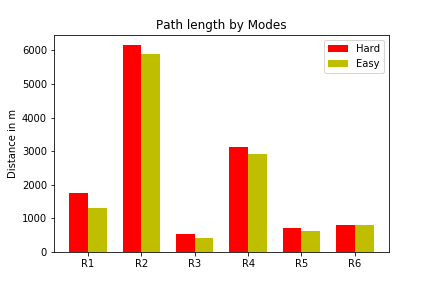 Path length by Modes
Hard
Easy
Distance in m
6000
5000
4000
3000
2000
1000
0
R1 R2 R3 R4 R5 R6